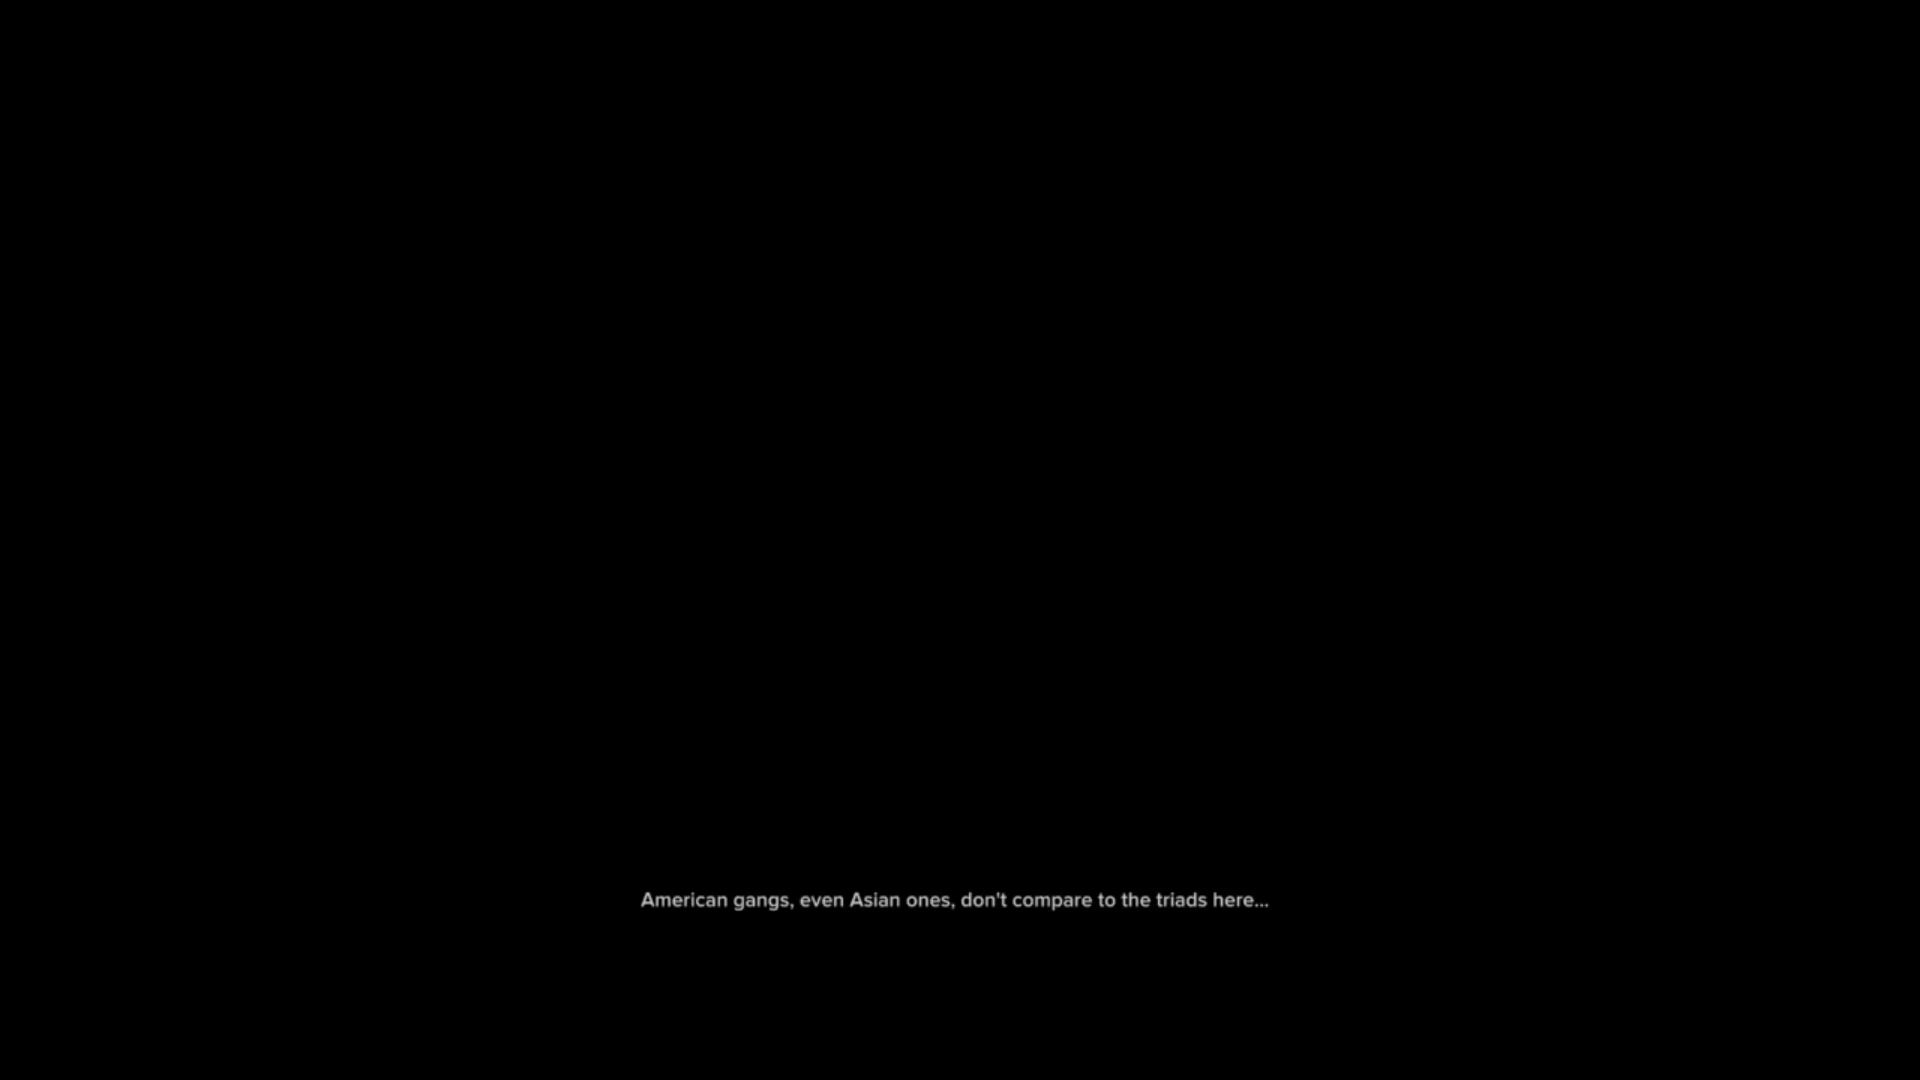 American gangs, even Asian ones, don't compare to the triads here...